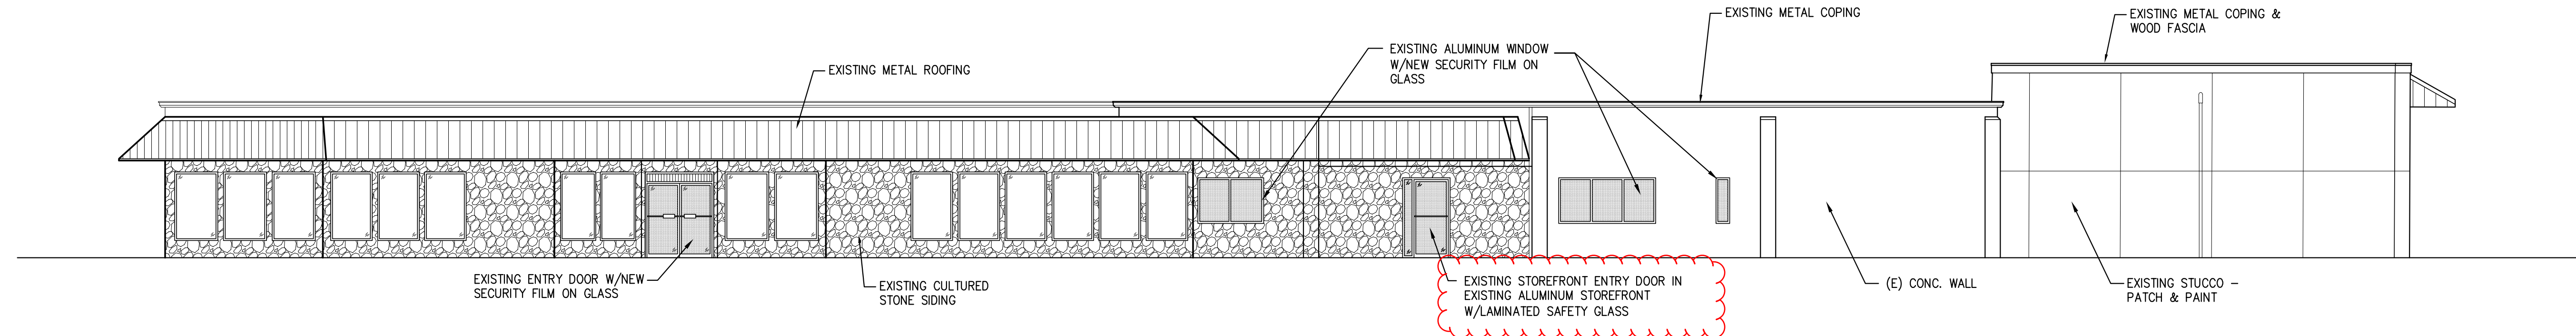 EXISTING METAL COPING
EXISTING METAL COPING &
WOOD FASCIA
EXISTING ALUMINUM WINDOW
W/NEW SECURITY FILM ON
GLASS
EXISTING METAL ROOFING
EXISTING ENTRY DOOR W/NEW
SECURITY FILM ON GLASS
EXISTING CULTURED
STONE SIDING
EXISTING STOREFRONT ENTRY DOOR IN
EXISTING ALUMINUM STOREFRONT
W/LAMINATED SAFETY GLASS
(E) CONC. WALL
EXISTING STUCCO –
PATCH & PAINT